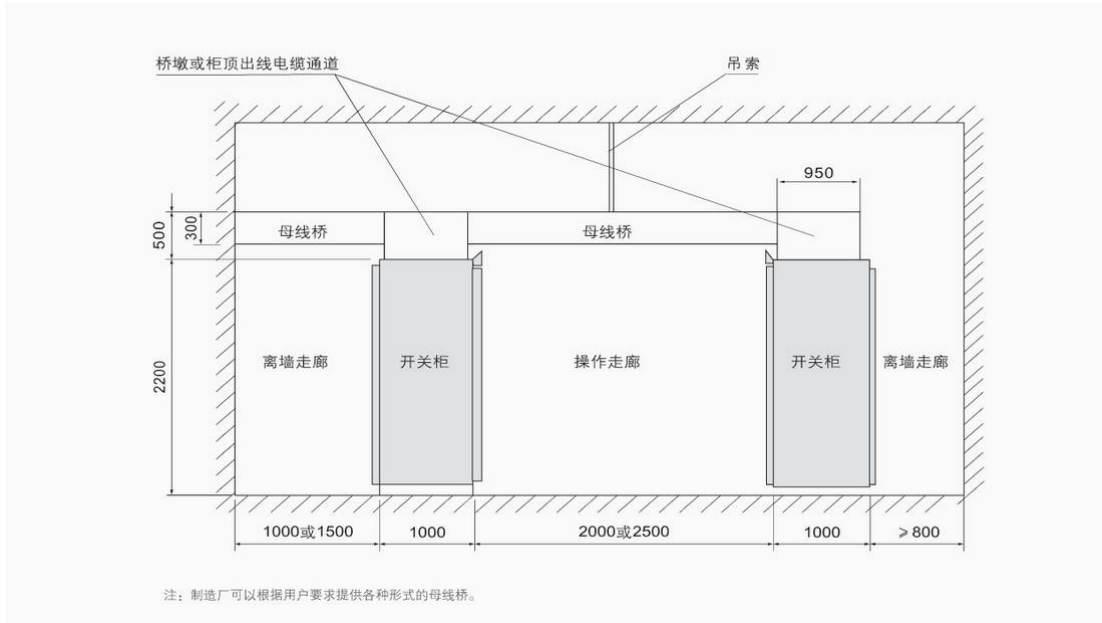 桥墩或柜顶出线电缆通道
吊索
950
500
300
母线桥
母线桥
2200
离墙走廊
开关柜
操作走廊
开关柜
离墙走廊
1000或1500
1000
2000或2500
1000
⩾800
注：制造厂可以根据用户要求提供各种形式的母线桥。